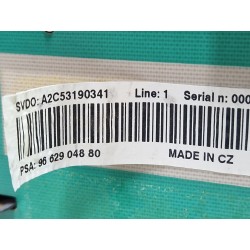 SVDO: A2C53190341 Line: 1 Serial n: 000
PSA: 96 629 048 80 MADE IN CZ